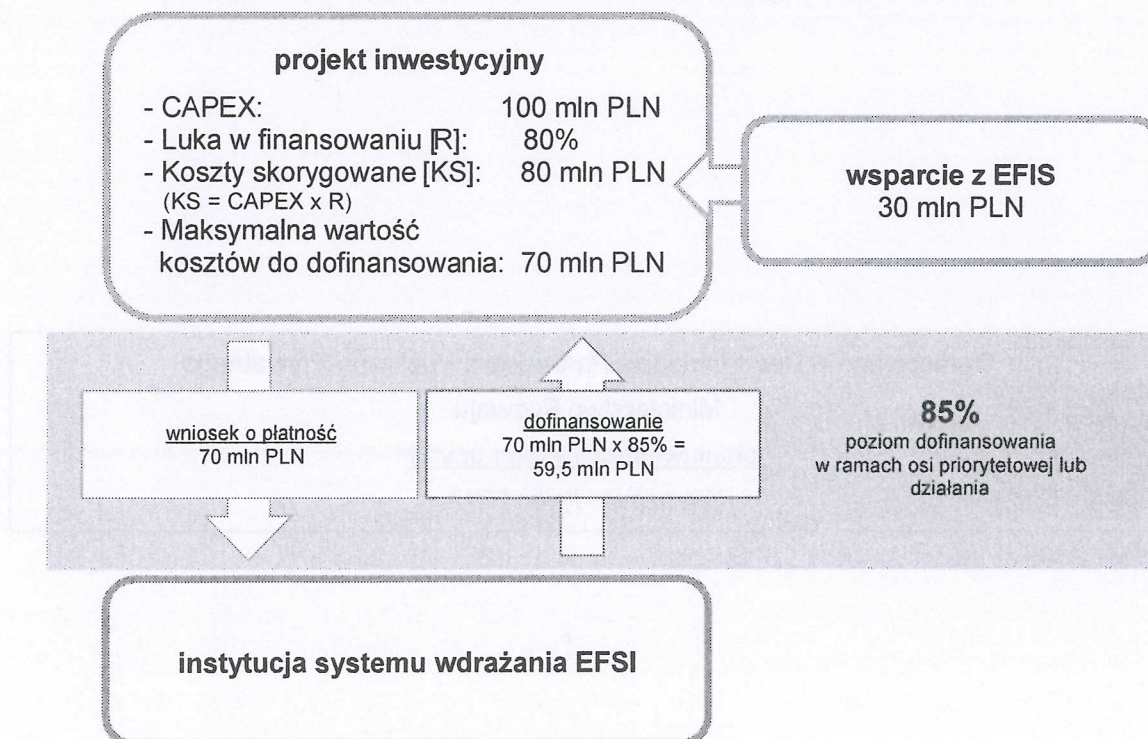 projekt inwestycyjny
- CAPEX: 100 mln PLN
- Luka w finansowaniu [R]: 80%
- Koszty skorygowane [KS]: 80 mln PLN
(KS = CAPEX x R)
- Maksymalna wartość
kosztów do dofinansowania: 70 mln PLN
wsparcie z EFIS
30 mln PLN
wniosek o płatność
70 mln PLN
dofinansowanie
70 mln PLN x 85% =
59,5 mln PLN
85%
poziom dofinansowania
w ramach osi priorytetowej lub
działania
instytucja systemu wdrażania EFSI